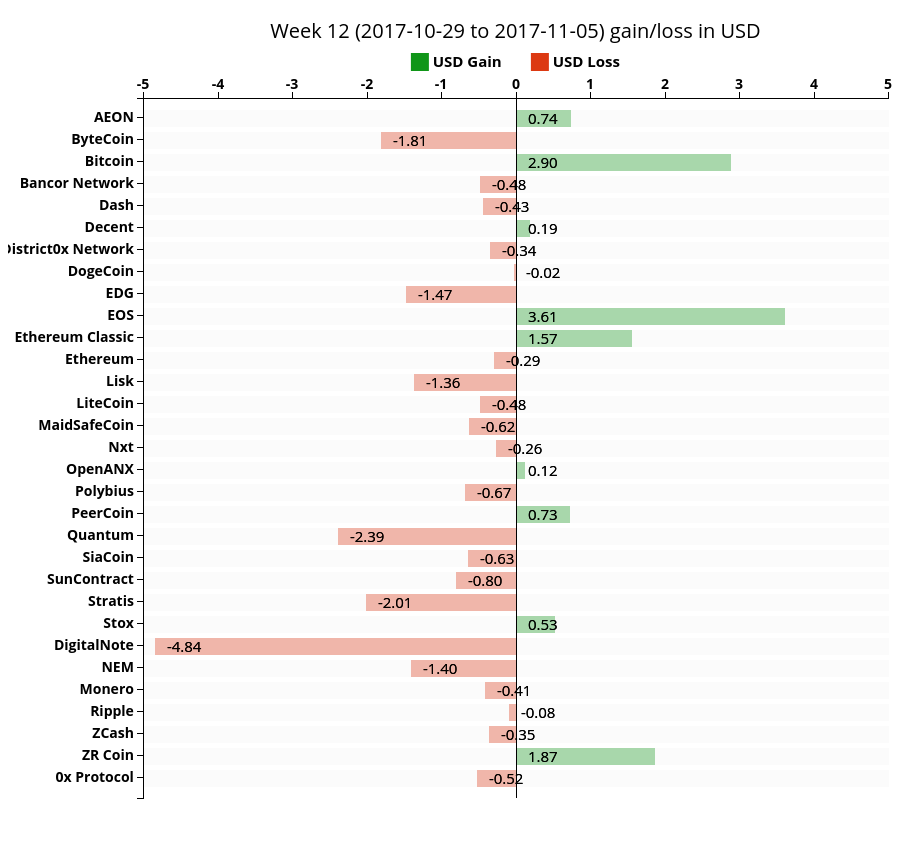 Week 12 (2017-10-29 to 2017-11-05) gain/loss in USD
USD Gain USD Loss
-5 -4 -3 -2 -1 0 1 2 3 4 5
AEON 0.74
ByteCoin -1.81
Bitcoin 2.90
Bancor Network -0.48
Dash -0.43
Decent 0.19
istrict0x Network -0.34
DogeCoin -0.02
EDG -1.47
EOS 3.61
Ethereum Classic 1.57
Ethereum -0.29
Lisk -1.36
LiteCoin -0.48
MaidSafeCoin -0.62
Nxt -0.26
OpenANX 0.12
Polybius -0.67
PeerCoin 0.73
Quantum -2.39
SiaCoin -0.63
SunContract -0.80
Stratis -2.01
Stox 0.53
DigitalNote -4.84
NEM -1.40
Monero -0.41
Ripple -0.08
ZCash -0.35
ZR Coin 1.87
0x Protocol -0.52